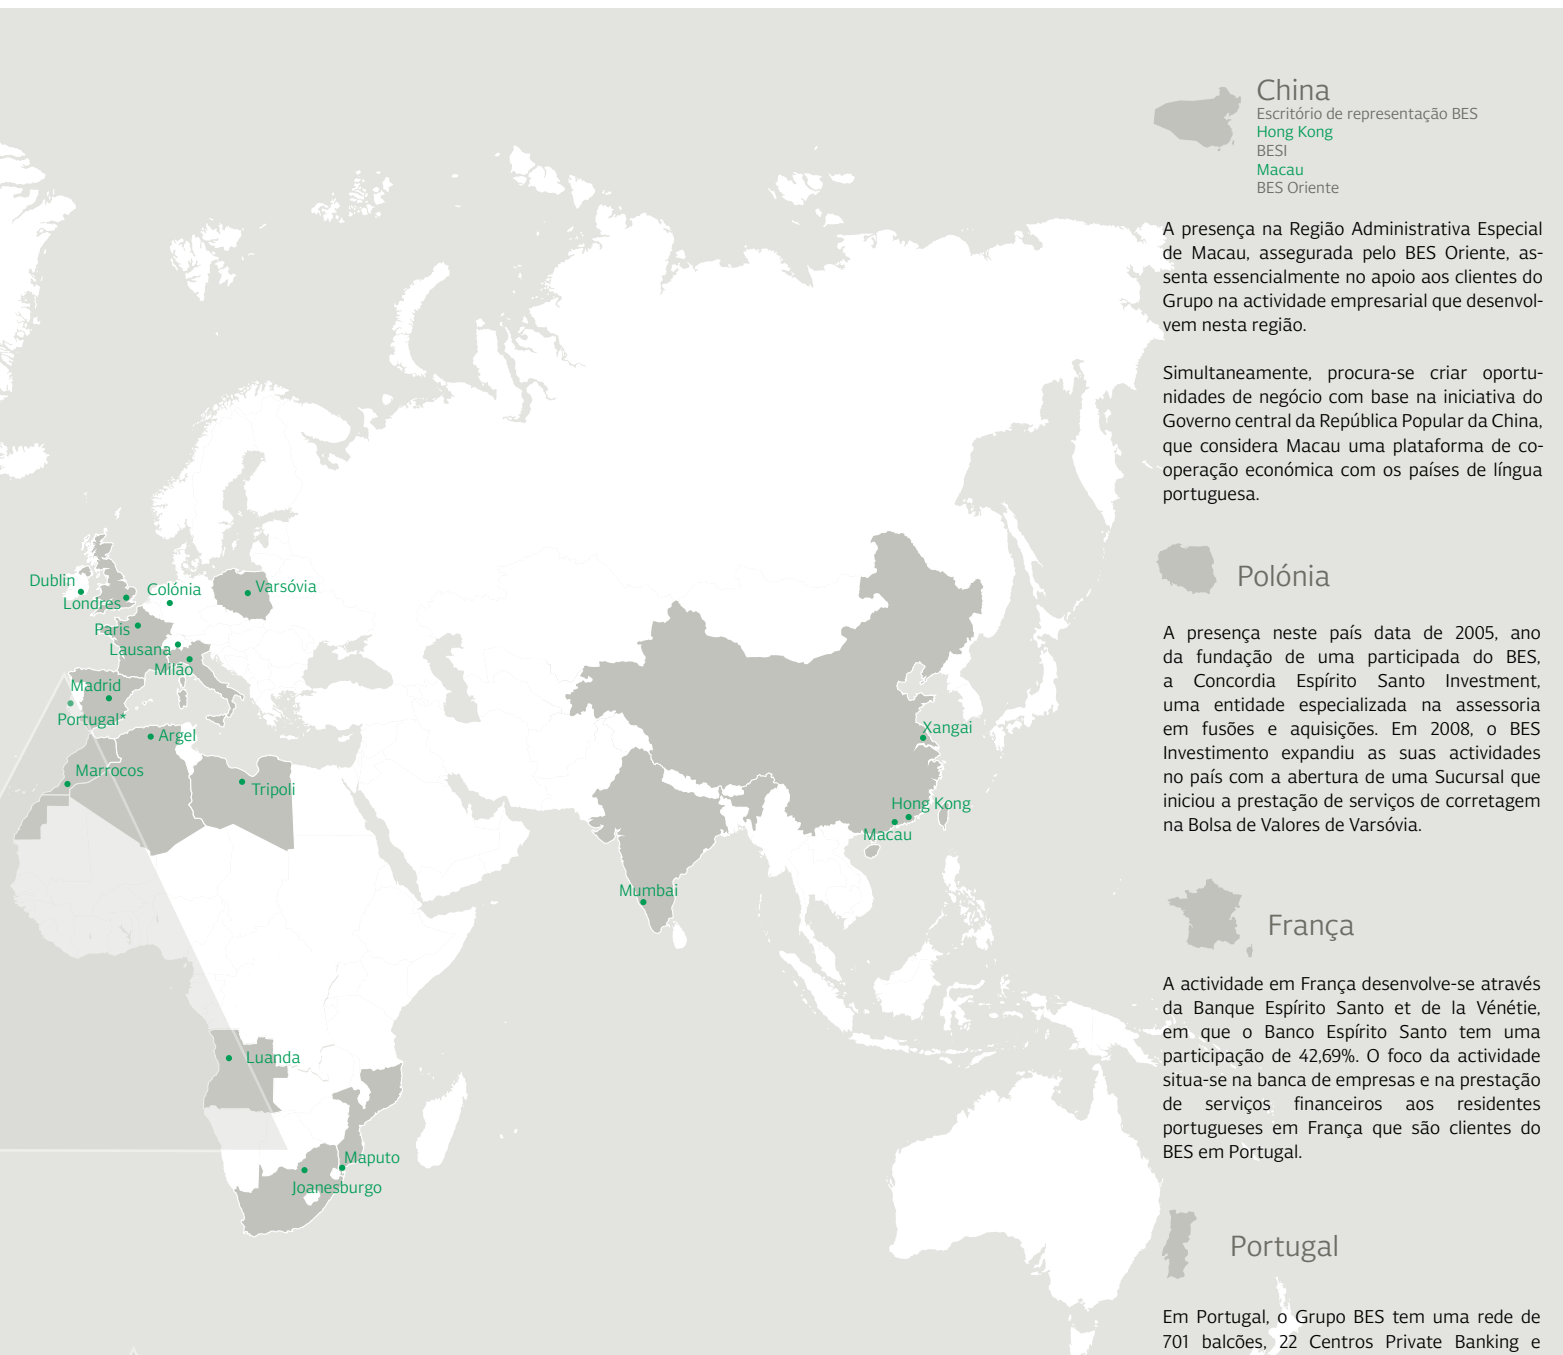 China
Escritório de representação BES
Hong Kong
BESI
Macau
BES Oriente
A presença na Região Administrativa Especial
de Macau, assegurada pelo BES Oriente, as-
senta essencialmente no apoio aos clientes do
Grupo na actividade empresarial que desenvol-
vem nesta região.
Simultaneamente, procura-se criar oportu-
nidades de negócio com base na iniciativa do
Governo central da República Popular da China,
que considera Macau uma plataforma de co-
operação económica com os países de língua
portuguesa.
Polónia
A presença neste país data de 2005, ano
da fundação de uma participada do BES,
a Concordia Espírito Santo Investment,
uma entidade especializada na assessoria
em fusões e aquisições. Em 2008, o BES
Investimento expandiu as suas actividades
no país com a abertura de uma Sucursal que
iniciou a prestação de serviços de corretagem
na Bolsa de Valores de Varsóvia.
França
A actividade em França desenvolve-se através
da Banque Espírito Santo et de la Vénétie,
em que o Banco Espírito Santo tem uma
participação de 42,69%. O foco da actividade
situa-se na banca de empresas e na prestação
de serviços financeiros aos residentes
portugueses em França que são clientes do
BES em Portugal.
Portugal
Em Portugal, o Grupo BES tem uma rede de
701 balcões, 22 Centros Private Banking e
Dublin
Londres
Colónia
Varsóvia
Paris
Lausana
Milão
Madrid
Portugal*
Argel
Marrocos
Tripoli
Xangai
Hong Kong
Macau
Mumbai
Luanda
Maputo
Joanesburgo